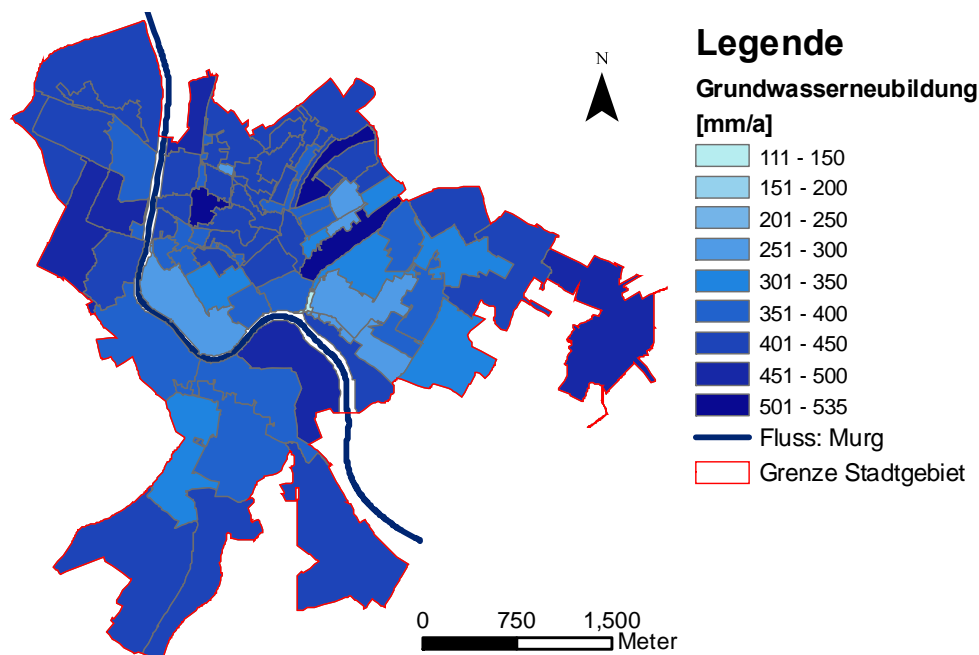 Legende
N
Grundwasserneubildung
[mm/a]
111 - 150
151 - 200
201 - 250
251 - 300
301 - 350
351 - 400
401 - 450
451 - 500
501 - 535
Fluss: Murg
Grenze Stadtgebiet
0 750 1,500
Meter